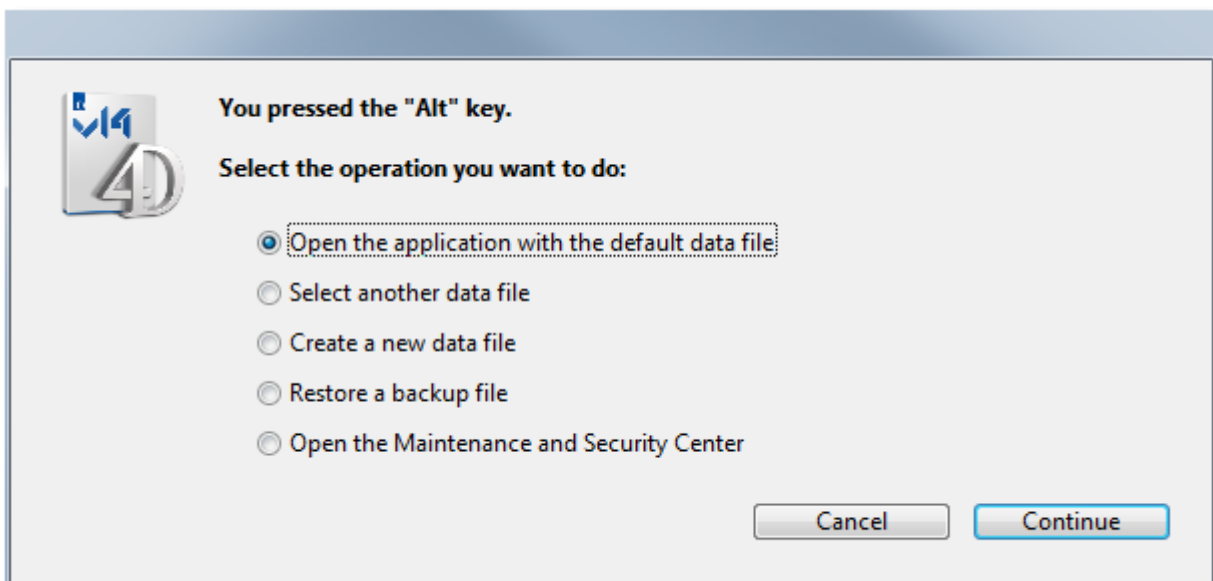 v14
4D
You pressed the "Alt" key.
Select the operation you want to do:
Open the application with the default data file
Select another data file
Create a new data file
Restore a backup file
Open the Maintenance and Security Center
Cancel
Continue